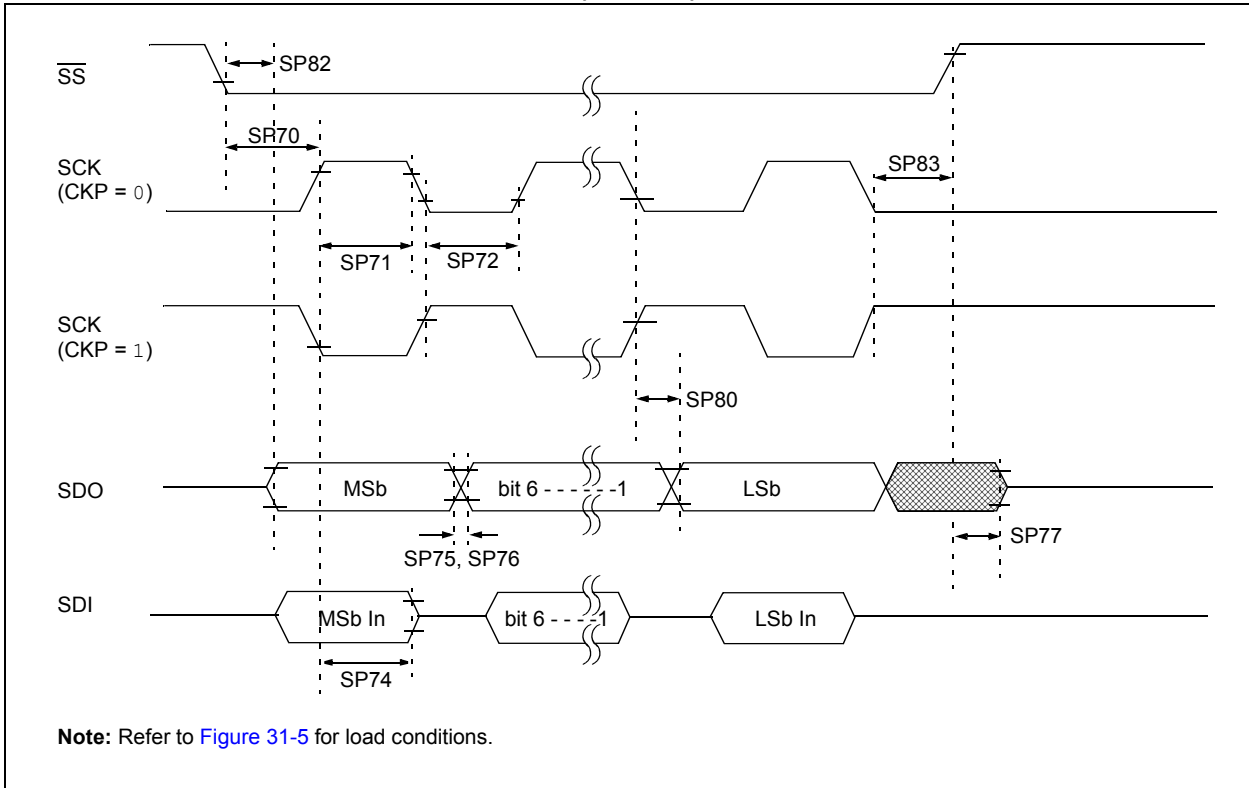 SS
SP82
SP70
SCK
(CKP = 0)
SP83
SP71
SP72
SCK
(CKP = 1)
SP80
SDO
MSb
bit 6 - - - - - -1
LSb
SP77
SP75, SP76
SDI
MSb In
bit 6 - - - -1
LSb In
SP74
Note: Refer to Figure 31-5 for load conditions.